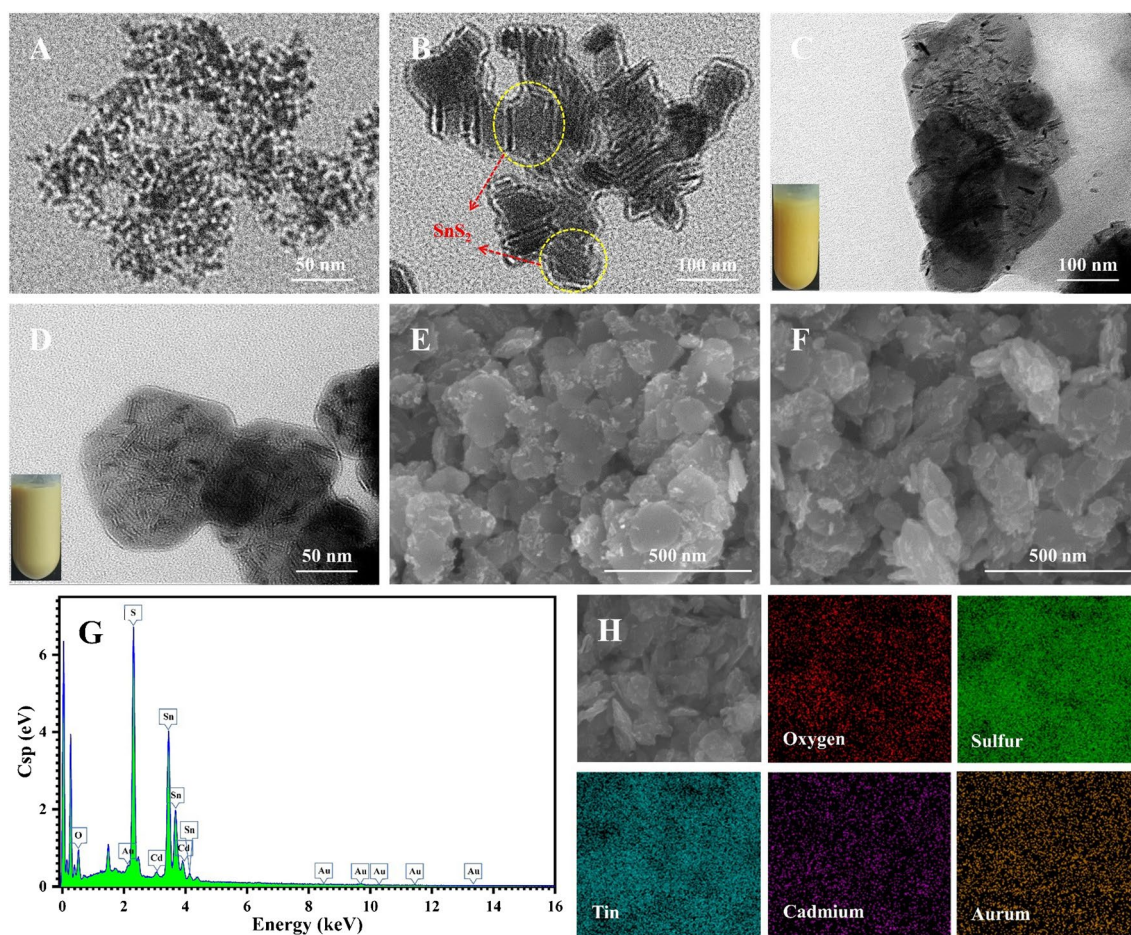 A
50 nm
B
SnS2
100 nm
C
100 nm
D
50 nm
E
500 nm
F
500 nm
G
S
Sn
Sn
Sn
O
Au
Cd
Cd
Au
Au
Au
Au
Au
6
4
2
0
Csp (eV)
0
2
4
6
8
10
12
14
16
Energy (keV)
H
Oxygen
Sulfur
Tin
Cadmium
Aurum